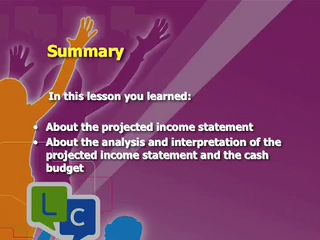 Summary
In this lesson you learned:
• About the projected income statement
• About the analysis and interpretation of the
projected income statement and the cash
budget
L
C